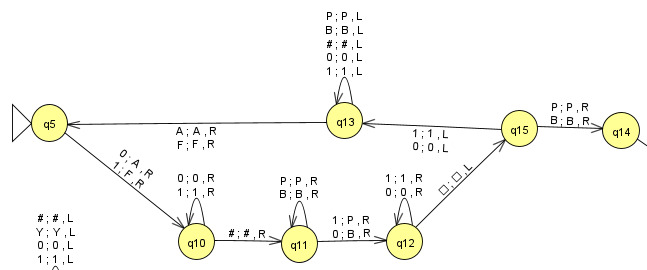 P ; P , L
B ; B , L
# ; # , L
0 ; 0 , L
1 ; 1 , L
q5
q13
q15
q14
A ; A , R
F ; F , R
1 ; 1 , L
0 ; 0 , L
P ; P , R
B ; B , R
0 ; A , R
1 ; F , R
0 ; 0 , R
1 ; 1 , R
P ; P , R
B ; B , R
1 ; 1 , R
0 ; 0 , R
□ ; □ , L
# ; # , L
Y ; Y , L
0 ; 0 , L
1 ; 1 , L
q10
# ; # , R
q11
1 ; P , R
0 ; B , R
q12